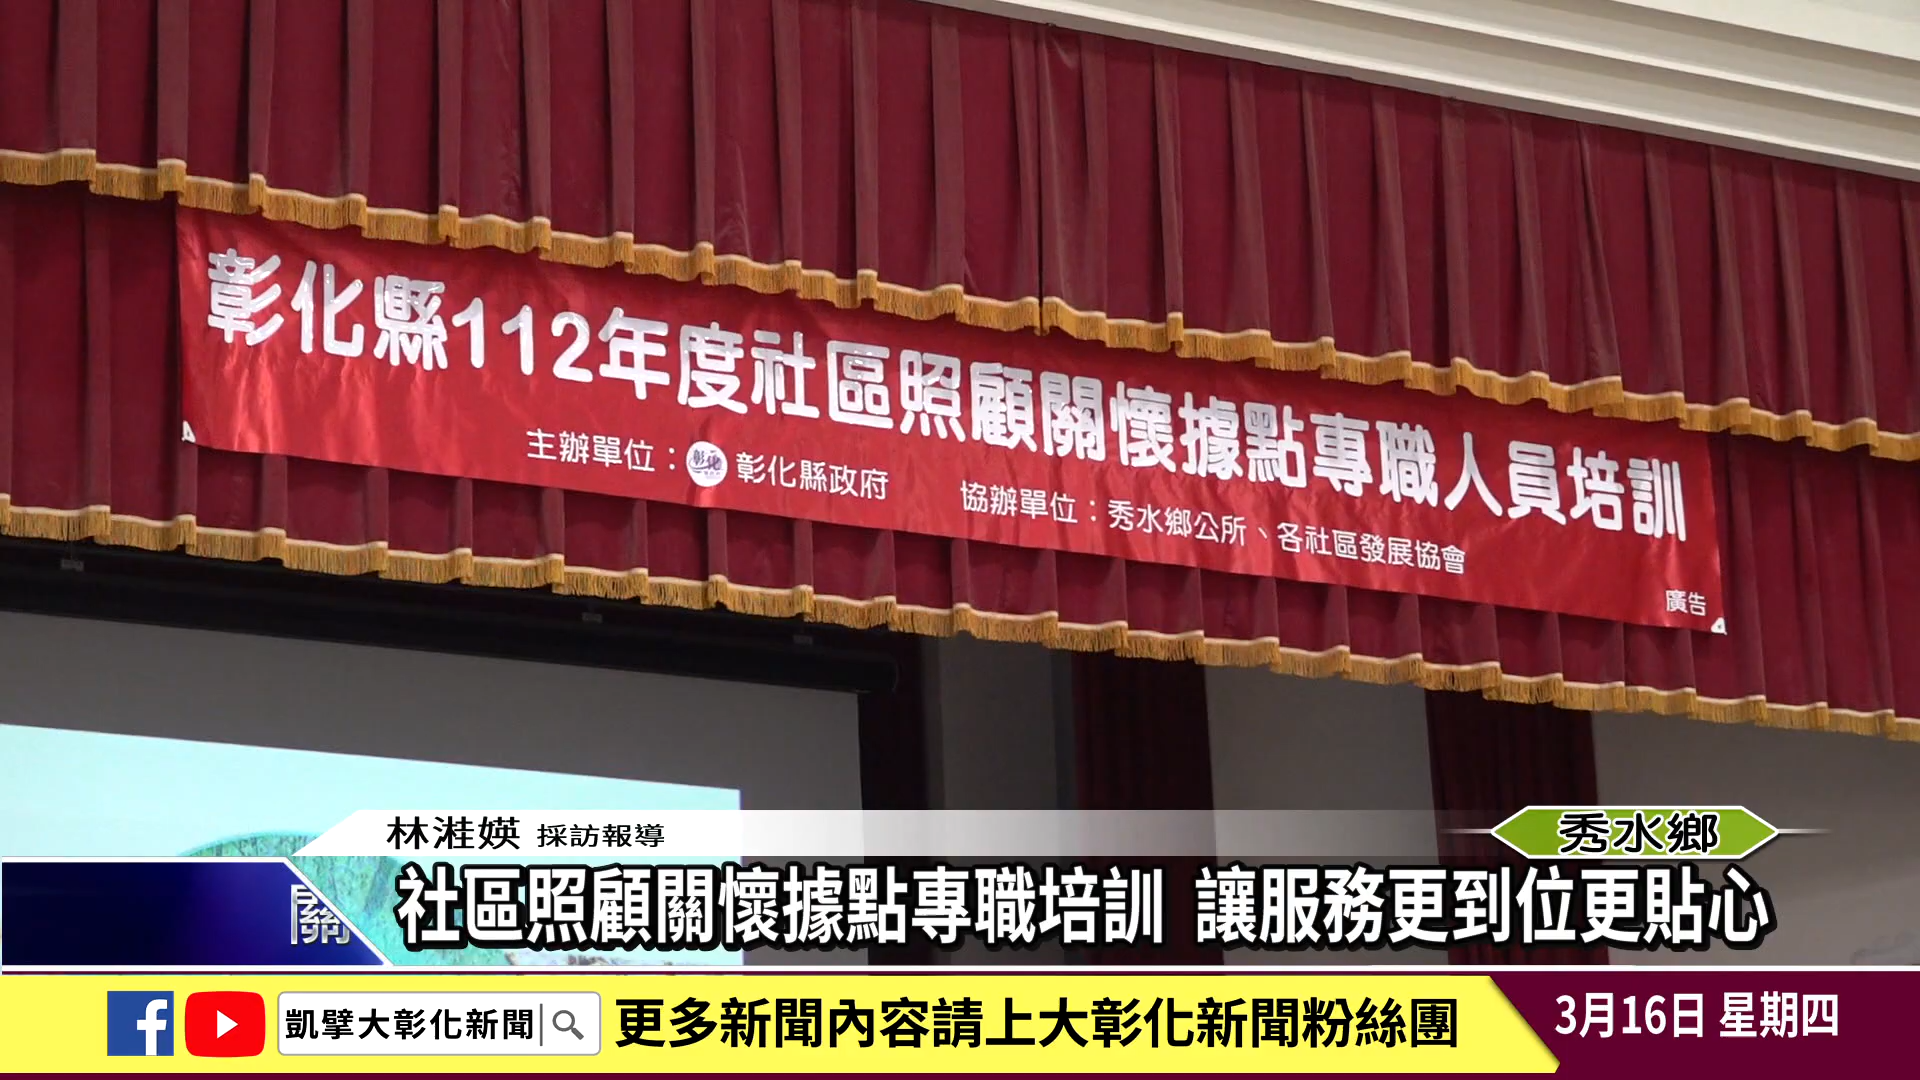 彰化縣112年度社區照顧關懷據點專職人員培訓
主辦單位：彰化 彰化縣政府 協辦單位：秀水鄉公所、各社區發展協會
廣告
林湴媖 採訪報導
秀水鄉
關
社區照顧關懷據點專職培訓 讓服務更到位更貼心
凱擘大彰化新聞
更多新聞內容請上大彰化新聞粉絲團
3月16日 星期四